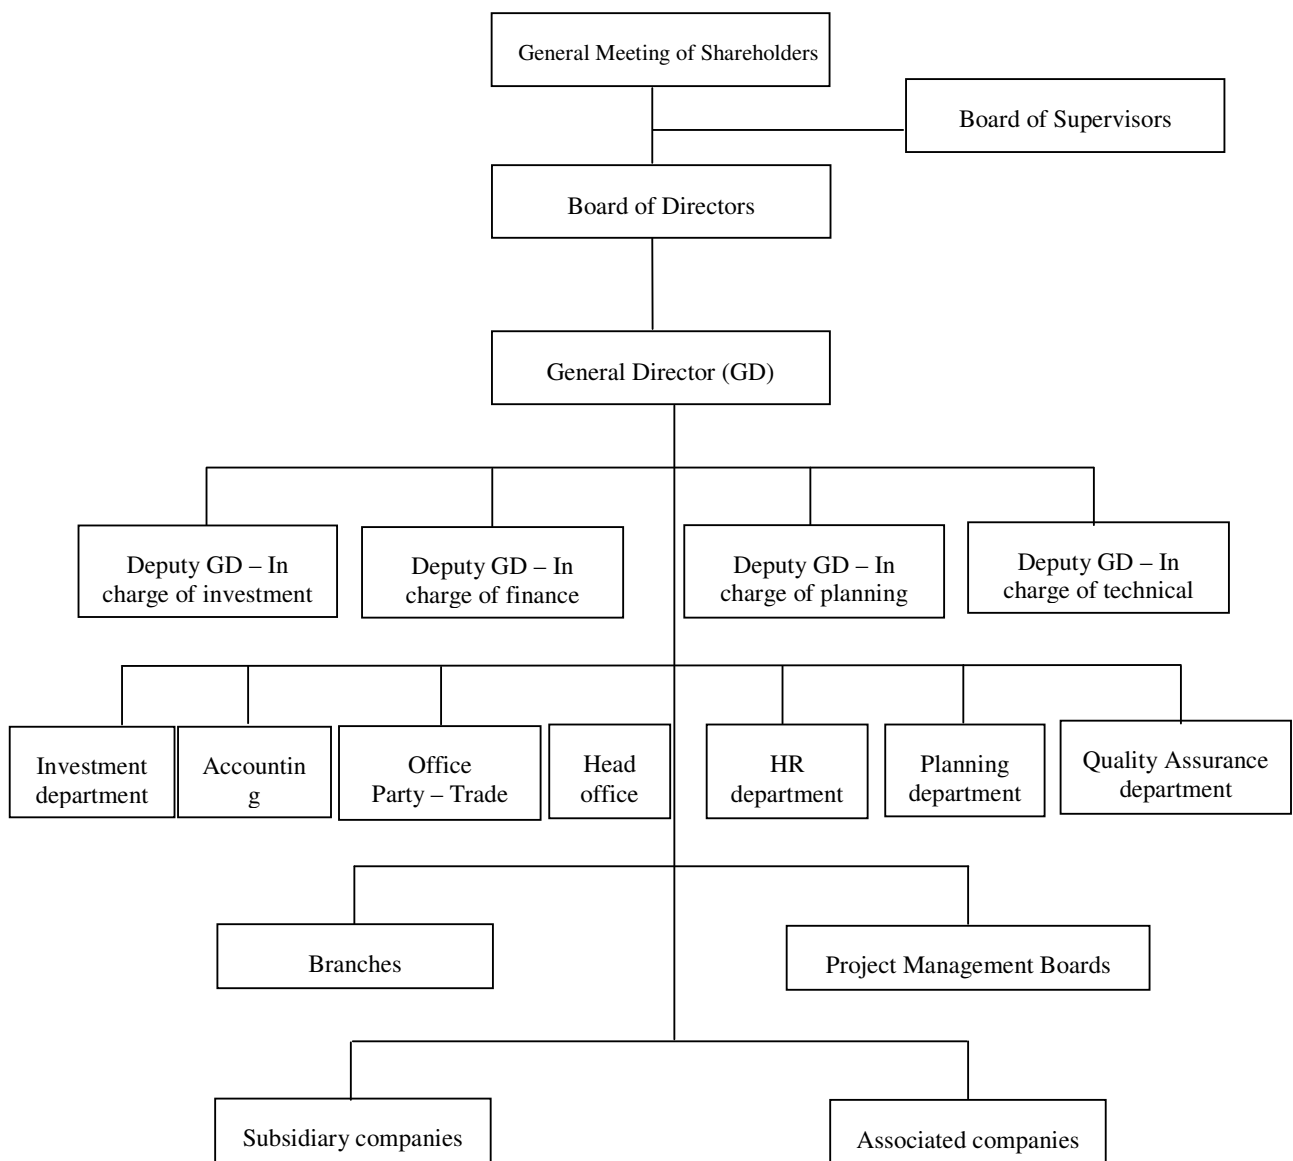 General Meeting of Shareholders
Board of Supervisors
Board of Directors
General Director (GD)
Deputy GD – In
charge of investment
Deputy GD – In
charge of finance
Deputy GD – In
charge of planning
Deputy GD – In
charge of technical
Investment
department
Accountin
g
Office
Party – Trade
Head
office
HR
department
Planning
department
Quality Assurance
department
Branches
Project Management Boards
Subsidiary companies
Associated companies